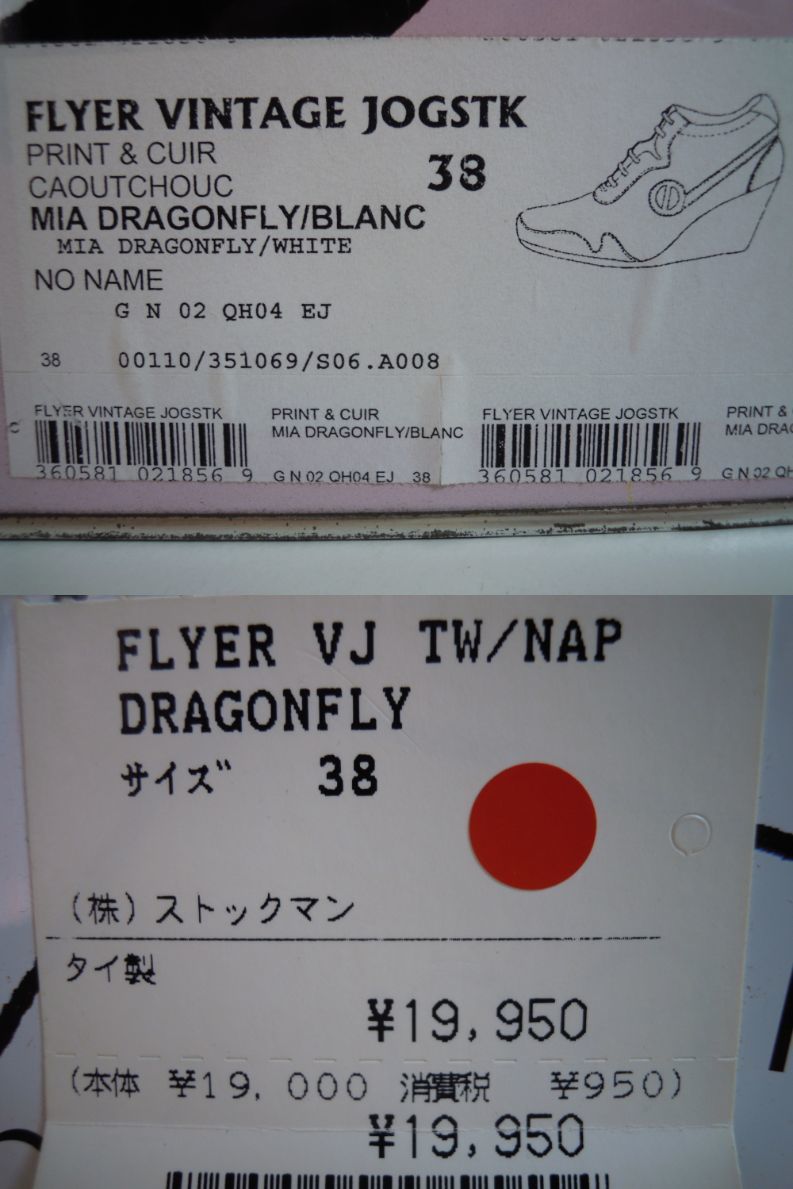 FLYER VINTAGE JOGSTK
PRINT & CUIR
CAOUTCHOUC
38
MIA DRAGONFLY/BLANC
MIA DRAGONFLY/WHITE
NO NAME
G N 02 QH04 EJ
38 00110/351069/S06.A008
FLYER VINTAGE JOGSTK PRINT & CUIR FLYER VINTAGE JOGSTK PRINT &
MIA DRAGONFLY/BLANC
360581 021856 9 G N 02 QH04 EJ 38 360581 021856 9
FLYER VJ TW/NAP
DRAGONFLY
サイズ 38
(株)ストックマン
タイ製
¥19,950
(本体 ¥19,000 消費税 ¥950)
¥19,950